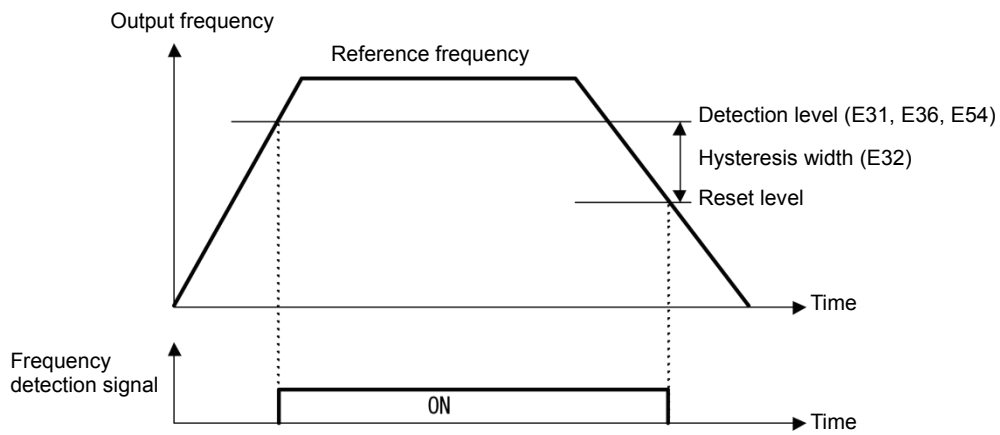 Output frequency
Reference frequency
Detection level (E31, E36, E54)
Hysteresis width (E32)
Reset level
Time
Frequency
detection signal
ON
Time